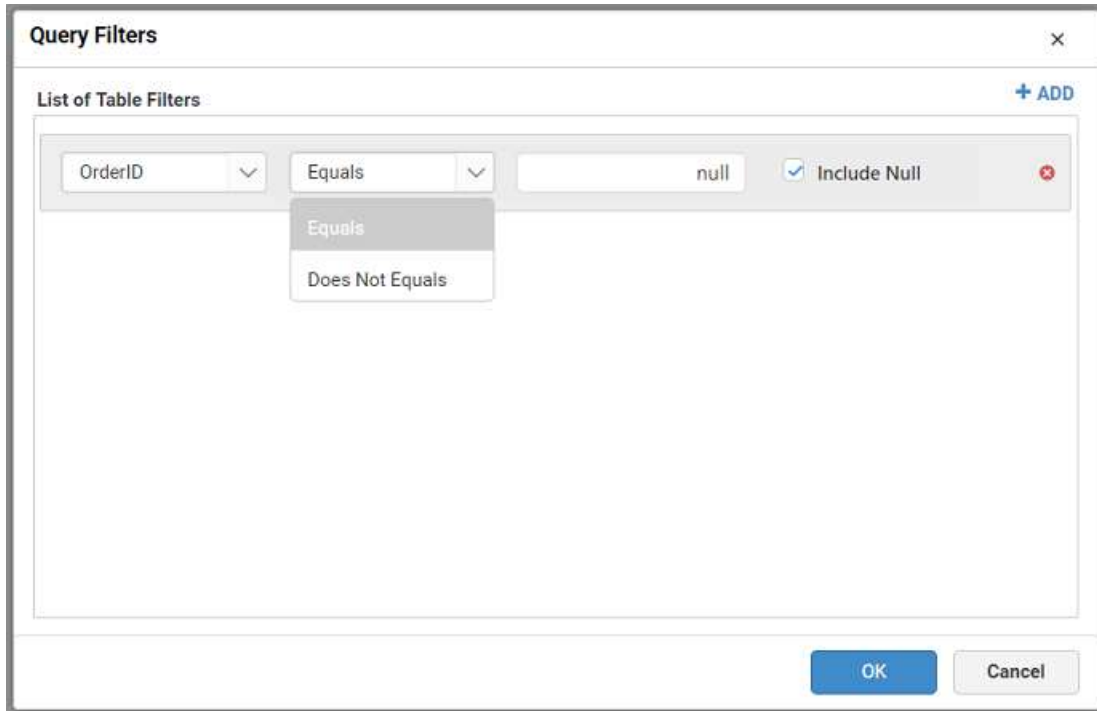 Query Filters
List of Table Filters
+ ADD
OrderID Equals null Include Null
Equals
Does Not Equals
OK Cancel